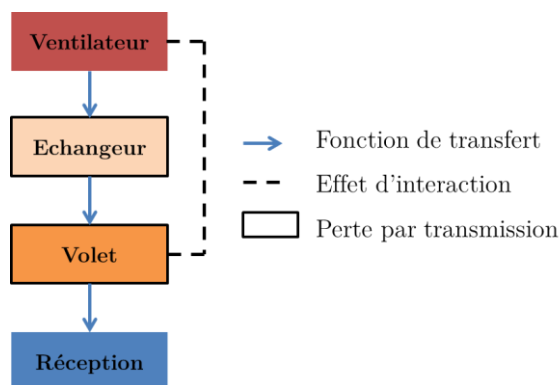 Ventilateur
Echangeur
Volet
Réception
Fonction de transfert
Effet d'interaction
Perte par transmission